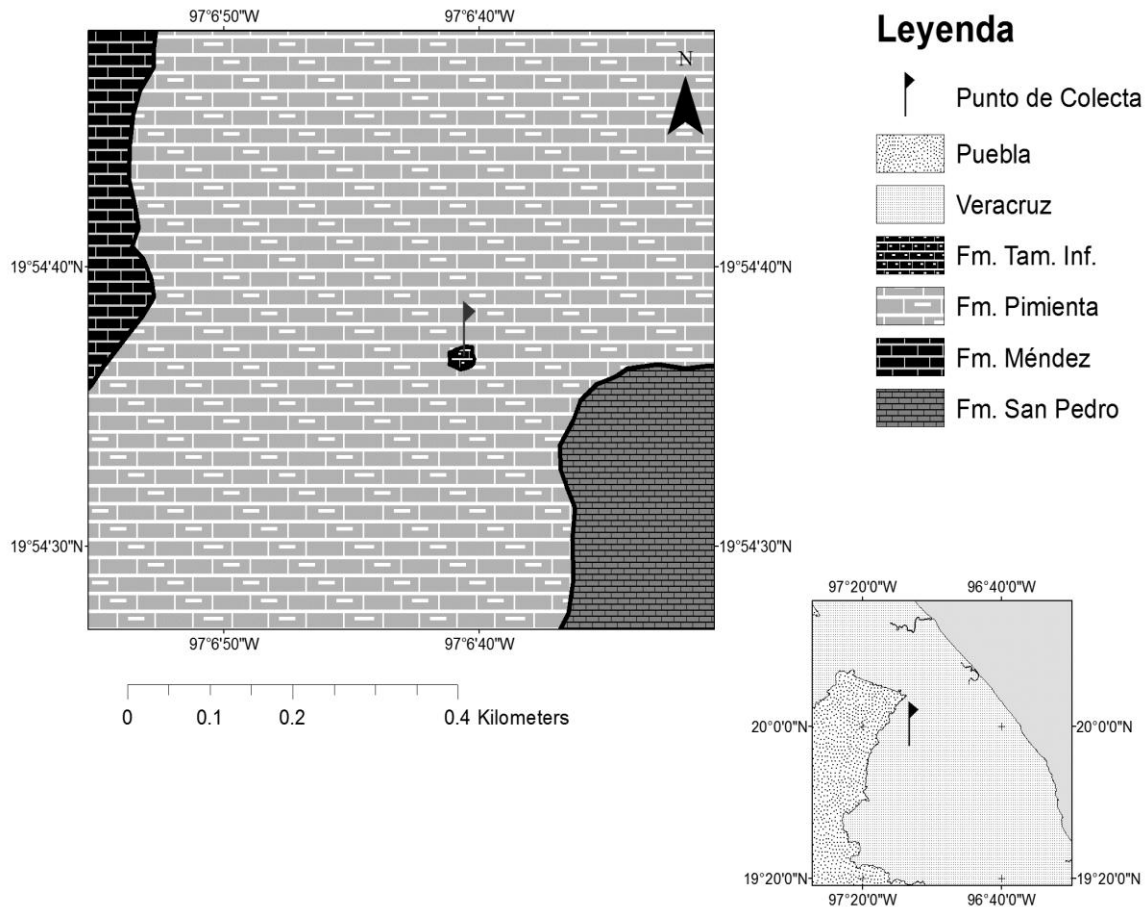 97°6'50"W 97°6'40"W
N
19°54'40"N 19°54'40"N
19°54'30"N 19°54'30"N
97°6'50"W 97°6'40"W
0 0.1 0.2 0.4 Kilometers
Leyenda
Punto de Colecta
Puebla
Veracruz
Fm. Tam. Inf.
Fm. Pimienta
Fm. Méndez
Fm. San Pedro
97°20'0"W 96°40'0"W
20°0'0"N 20°0'0"N
19°20'0"N 19°20'0"N
97°20'0"W 96°40'0"W